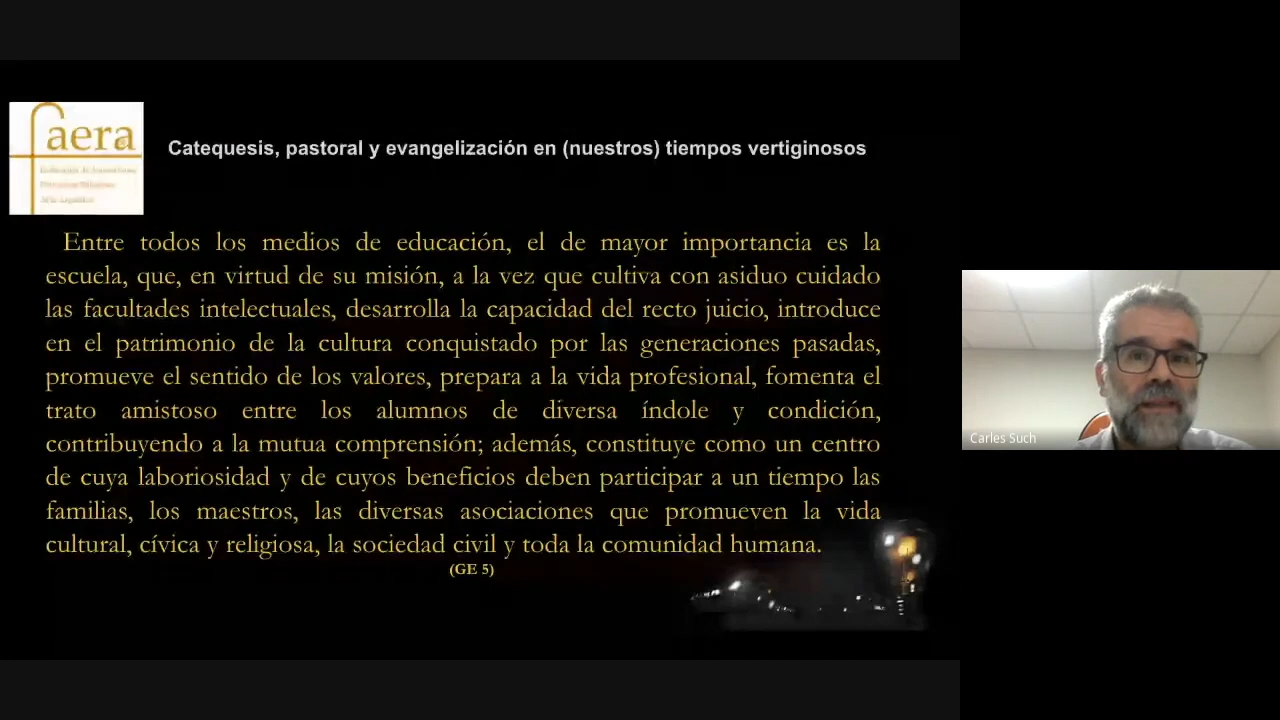 faera
Catequesis, pastoral y evangelización en (nuestros) tiempos vertiginosos
Entre todos los medios de educación, el de mayor importancia es la
escuela, que, en virtud de su misión, a la vez que cultiva con asiduo cuidado
las facultades intelectuales, desarrolla la capacidad del recto juicio, introduce
en el patrimonio de la cultura conquistado por las generaciones pasadas,
promueve el sentido de los valores, prepara a la vida profesional, fomenta el
trato amistoso entre los alumnos de diversa índole y condición,
contribuyendo a la mutua comprensión; además, constituye como un centro
de cuya laboriosidad y de cuyos beneficios deben participar a un tiempo las
familias, los maestros, las diversas asociaciones que promueven la vida
cultural, cívica y religiosa, la sociedad civil y toda la comunidad humana.
(GE 5)
Carles Such